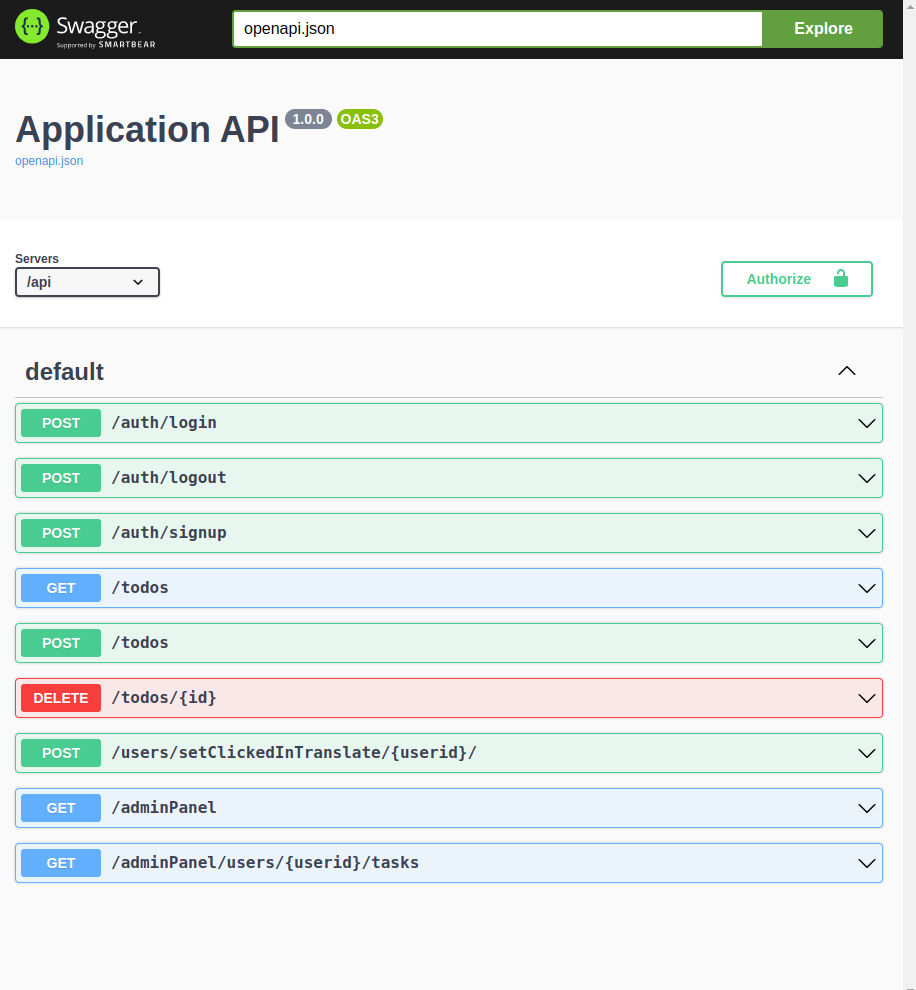 Swagger
Supported by SMARTBEAR
openapi.json
Explore
Application API 1.0.0 OAS3
openapi.json
Servers
/api
Authorize
default
POST /auth/login
POST /auth/logout
POST /auth/signup
GET /todos
POST /todos
DELETE /todos/{id}
POST /users/setClickedInTranslate/{userid}/
GET /adminPanel
GET /adminPanel/users/{userid}/tasks